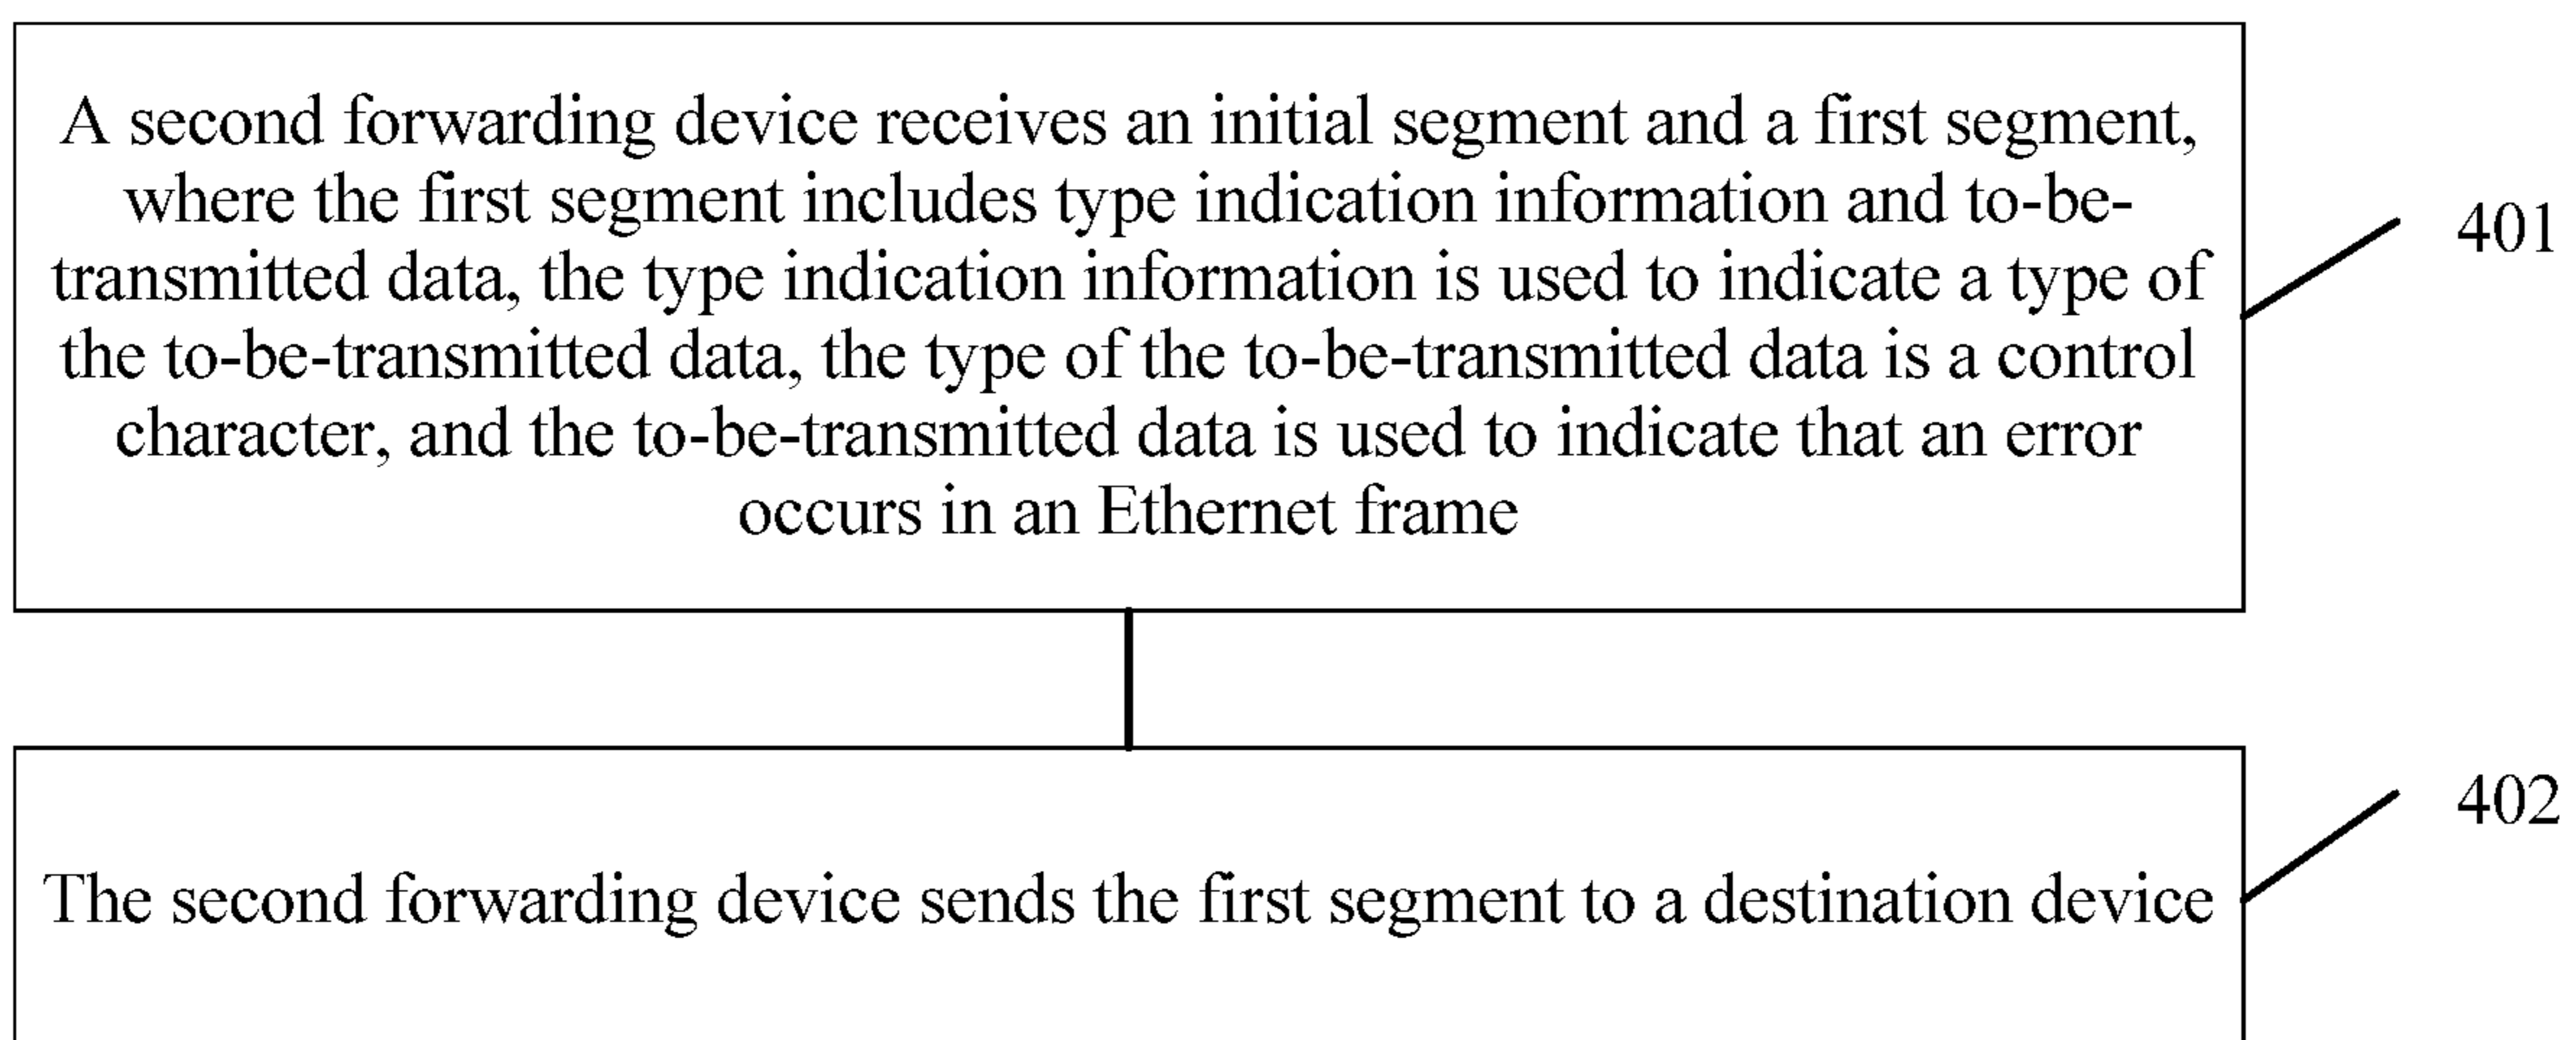 A second forwarding device receives an initial segment and a first segment,
where the first segment includes type indication information and to-be-
transmitted data, the type indication information is used to indicate a type of
the to-be-transmitted data, the type of the to-be-transmitted data is a control
character, and the to-be-transmitted data is used to indicate that an error
occurs in an Ethernet frame
401
The second forwarding device sends the first segment to a destination device
402